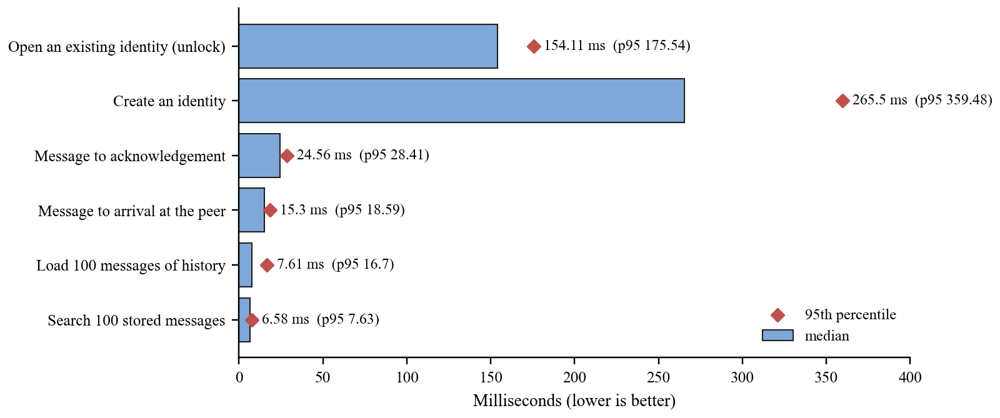 Open an existing identity (unlock) 154.11 ms (p95 175.54)
Create an identity 265.5 ms (p95 359.48)
Message to acknowledgement 24.56 ms (p95 28.41)
Message to arrival at the peer 15.3 ms (p95 18.59)
Load 100 messages of history 7.61 ms (p95 16.7)
Search 100 stored messages 6.58 ms (p95 7.63)
95th percentile
median
0 50 100 150 200 250 300 350 400
Milliseconds (lower is better)